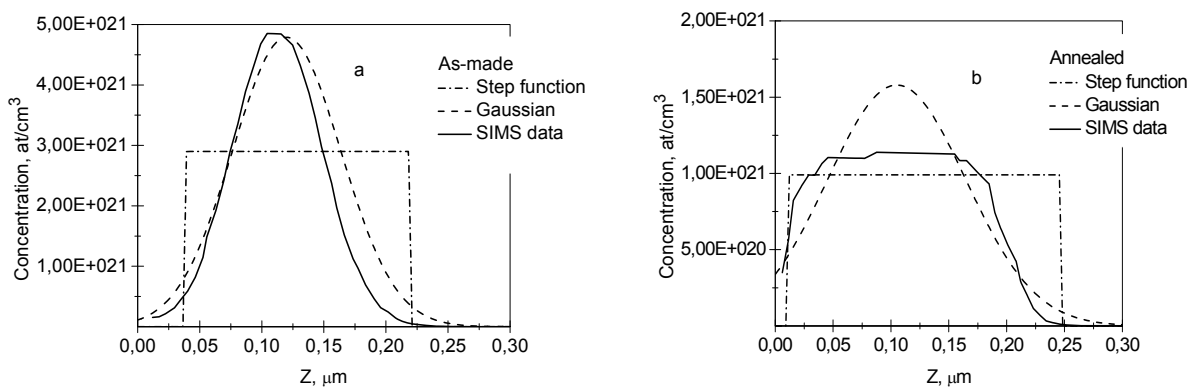 5,00E+021
4,00E+021
3,00E+021
2,00E+021
1,00E+021
Concentration, at/cm³
a
As-made
Step function
Gaussian
SIMS data
0,00 0,05 0,10 0,15 0,20 0,25 0,30
Z, μm
2,00E+021
1,50E+021
1,00E+021
5,00E+020
Concentration, at/cm³
b
Annealed
Step function
Gaussian
SIMS data
0,00 0,05 0,10 0,15 0,20 0,25 0,30
Z, μm